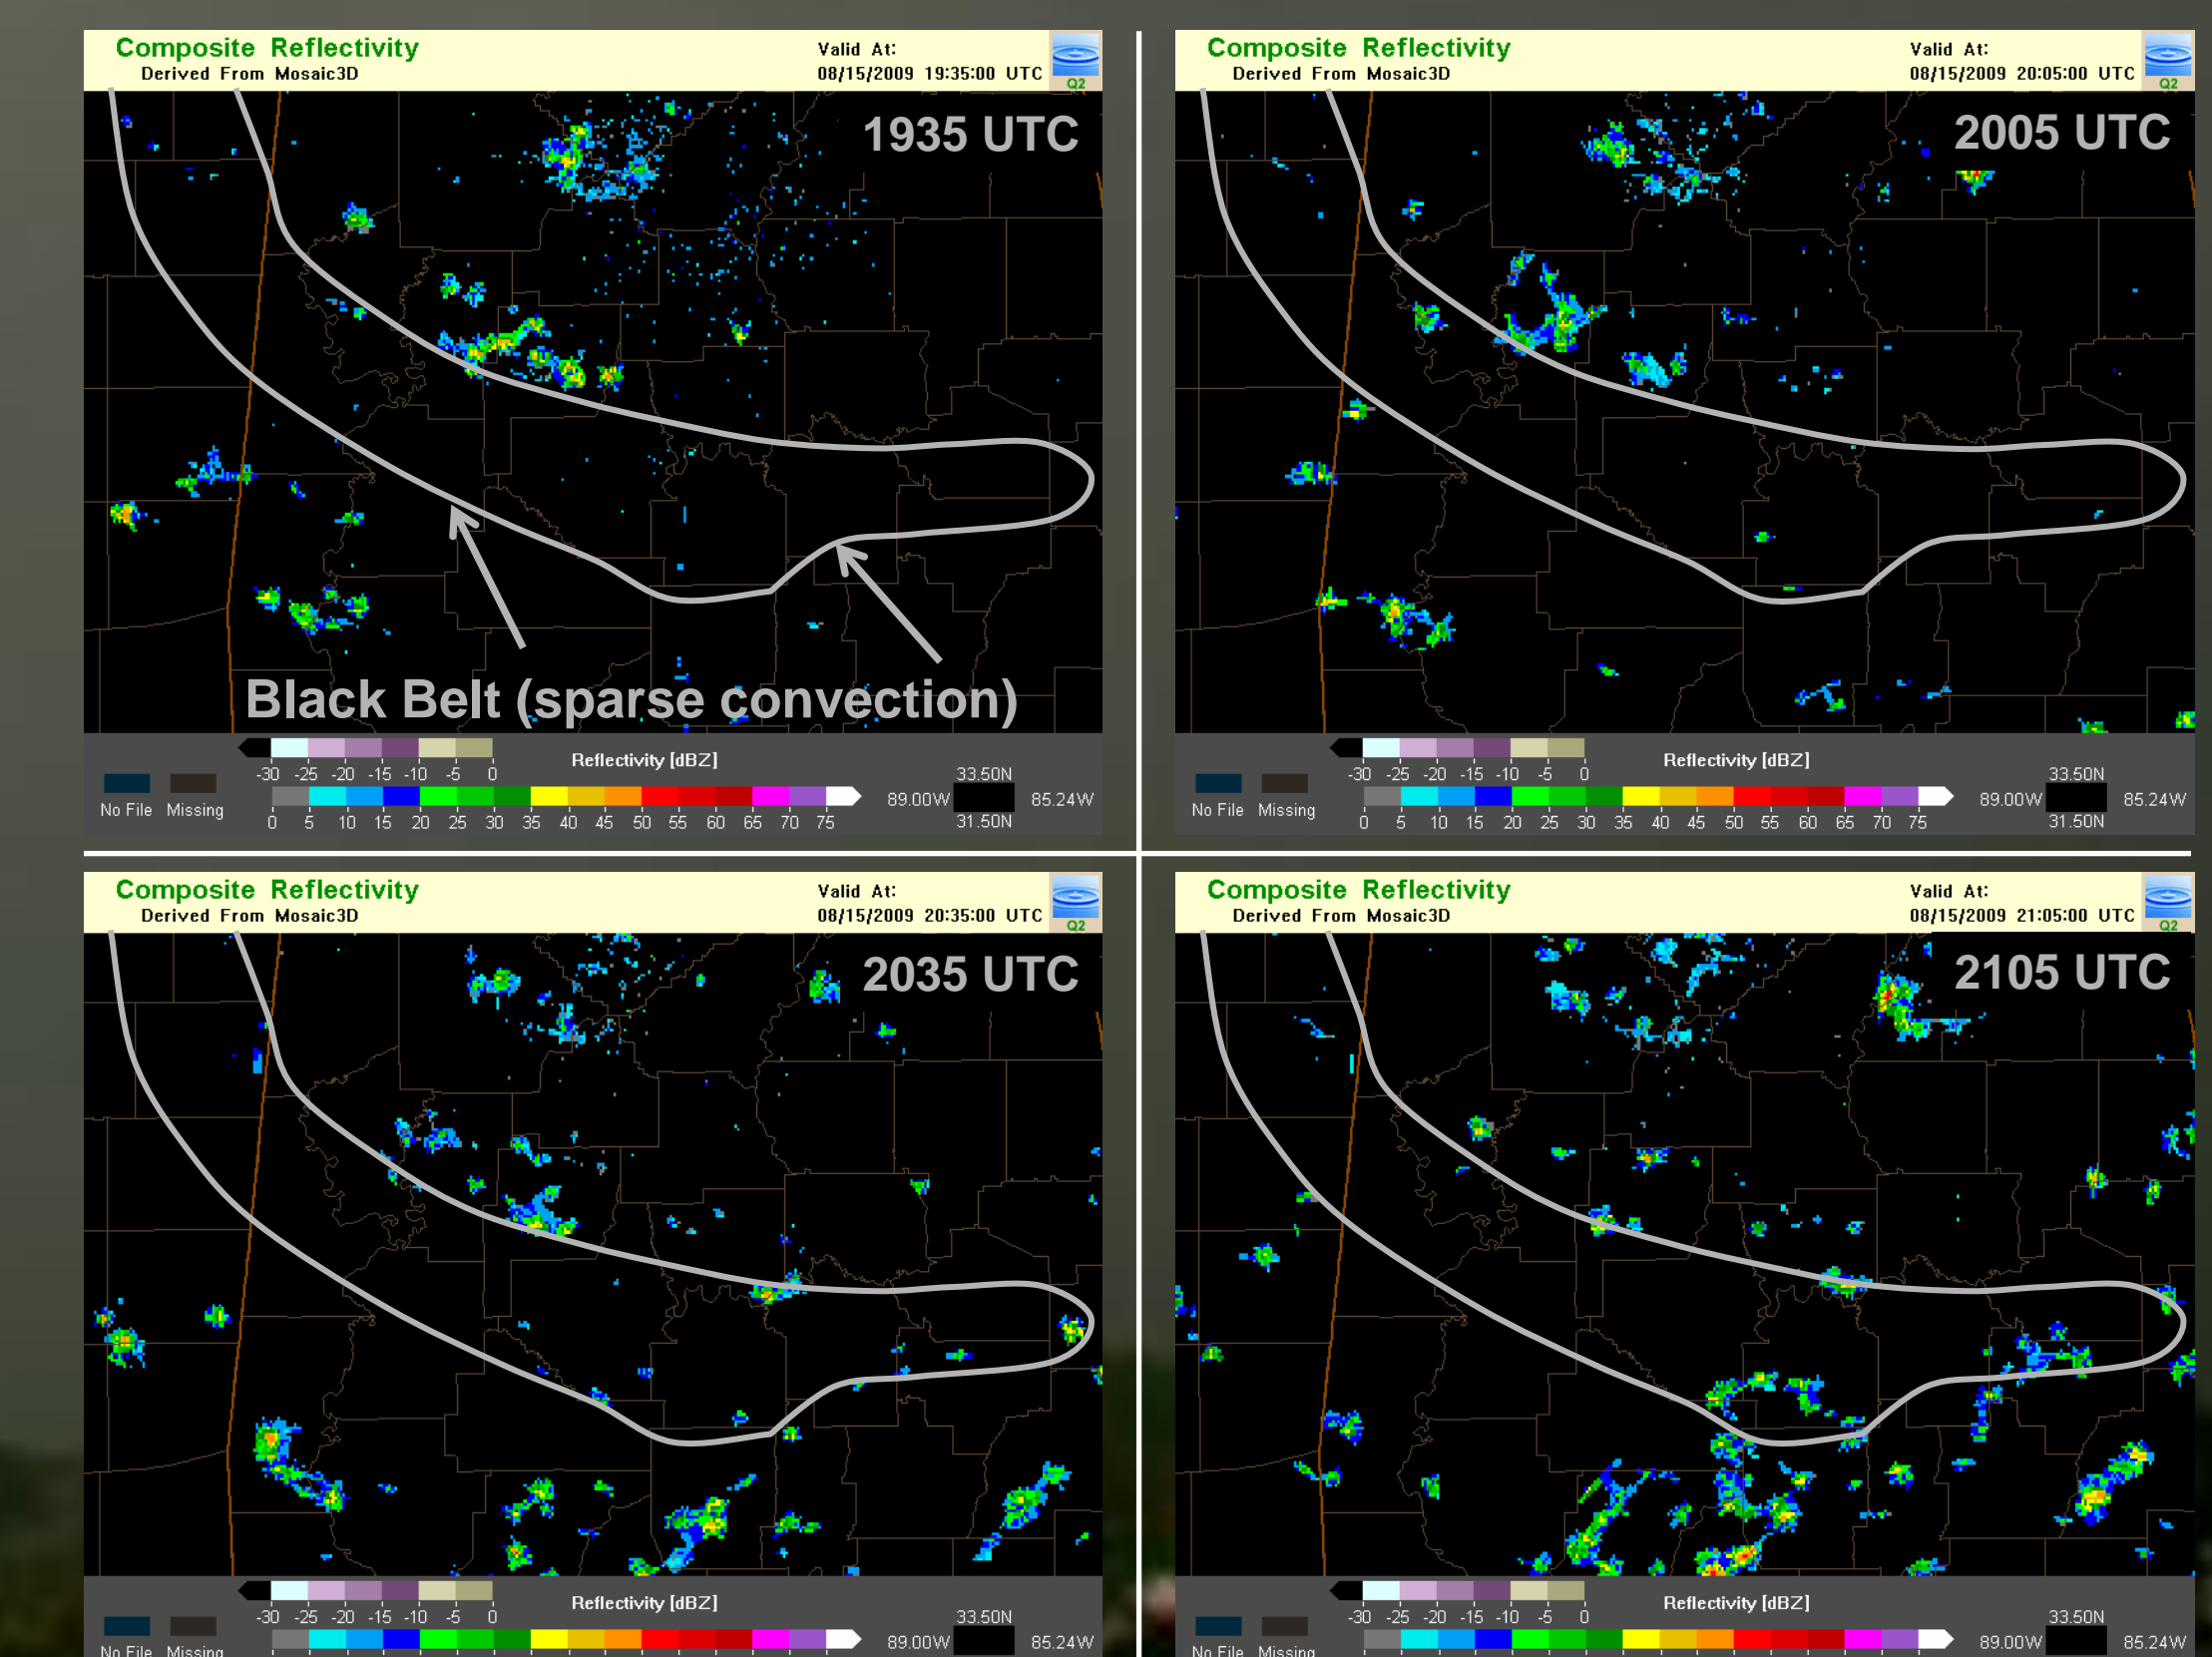 Composite Reflectivity
Derived From Mosaic3D
Valid At:
08/15/2009 19:35:00 UTC
Q2
1935 UTC
Black Belt (sparse convection)
-30 -25 -20 -15 -10 -5 0
Reflectivity [dBZ]
No File Missing
0 5 10 15 20 25 30 35 40 45 50 55 60 65 70 75
33.50N
89.00W 85.24W
31.50N
Composite Reflectivity
Derived From Mosaic3D
Valid At:
08/15/2009 20:05:00 UTC
Q2
2005 UTC
-30 -25 -20 -15 -10 -5 0
Reflectivity [dBZ]
No File Missing
0 5 10 15 20 25 30 35 40 45 50 55 60 65 70 75
33.50N
89.00W 85.24W
31.50N
Composite Reflectivity
Derived From Mosaic3D
Valid At:
08/15/2009 20:35:00 UTC
Q2
2035 UTC
-30 -25 -20 -15 -10 -5 0
Reflectivity [dBZ]
No File Missing
33.50N
89.00W 85.24W
Composite Reflectivity
Derived From Mosaic3D
Valid At:
08/15/2009 21:05:00 UTC
Q2
2105 UTC
-30 -25 -20 -15 -10 -5 0
Reflectivity [dBZ]
No File Missing
33.50N
89.00W 85.24W